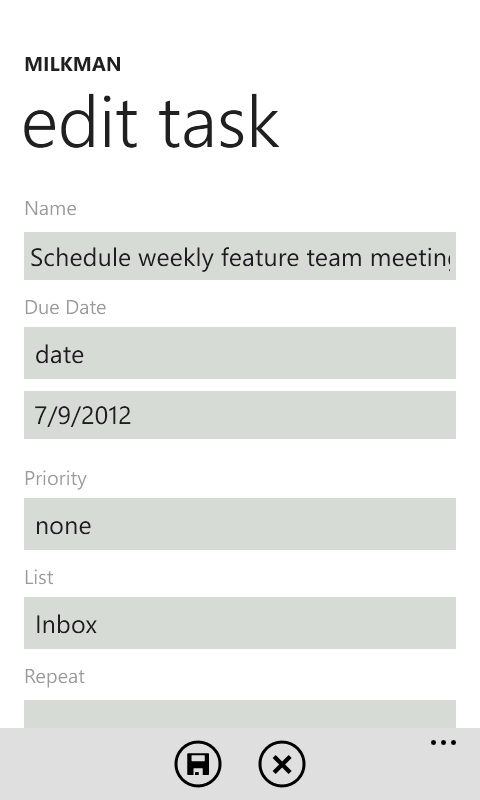 MILKMAN
edit task
Name
Schedule weekly feature team meeting
Due Date
date
7/9/2012
Priority
none
List
Inbox
Repeat